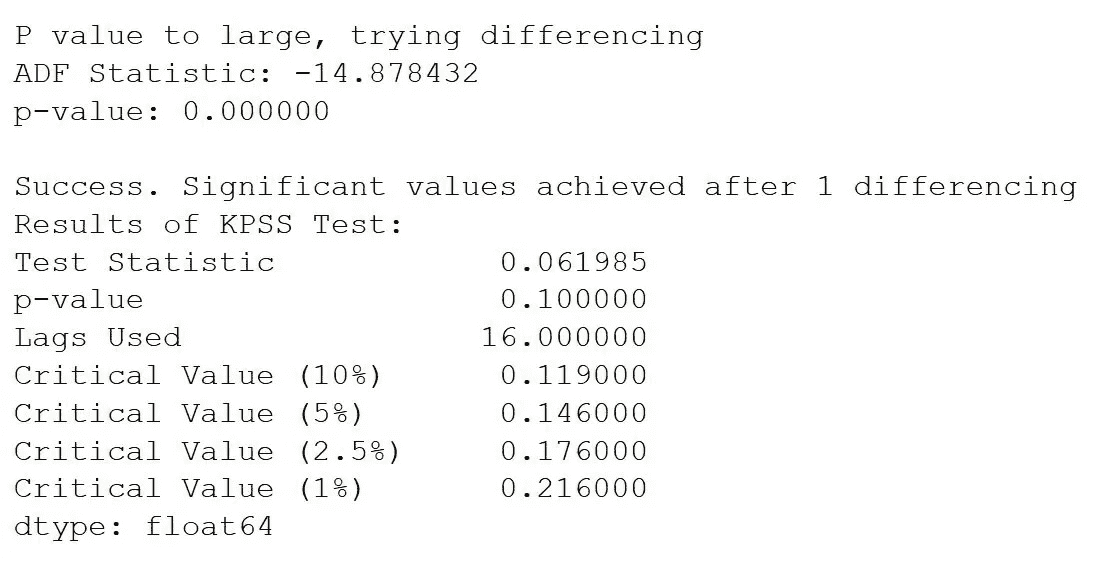 P value to large, trying differencing
ADF Statistic: -14.878432
p-value: 0.000000
Success. Significant values achieved after 1 differencing
Results of KPSS Test:
Test Statistic 0.061985
p-value 0.100000
Lags Used 16.000000
Critical Value (10%) 0.119000
Critical Value (5%) 0.146000
Critical Value (2.5%) 0.176000
Critical Value (1%) 0.216000
dtype: float64